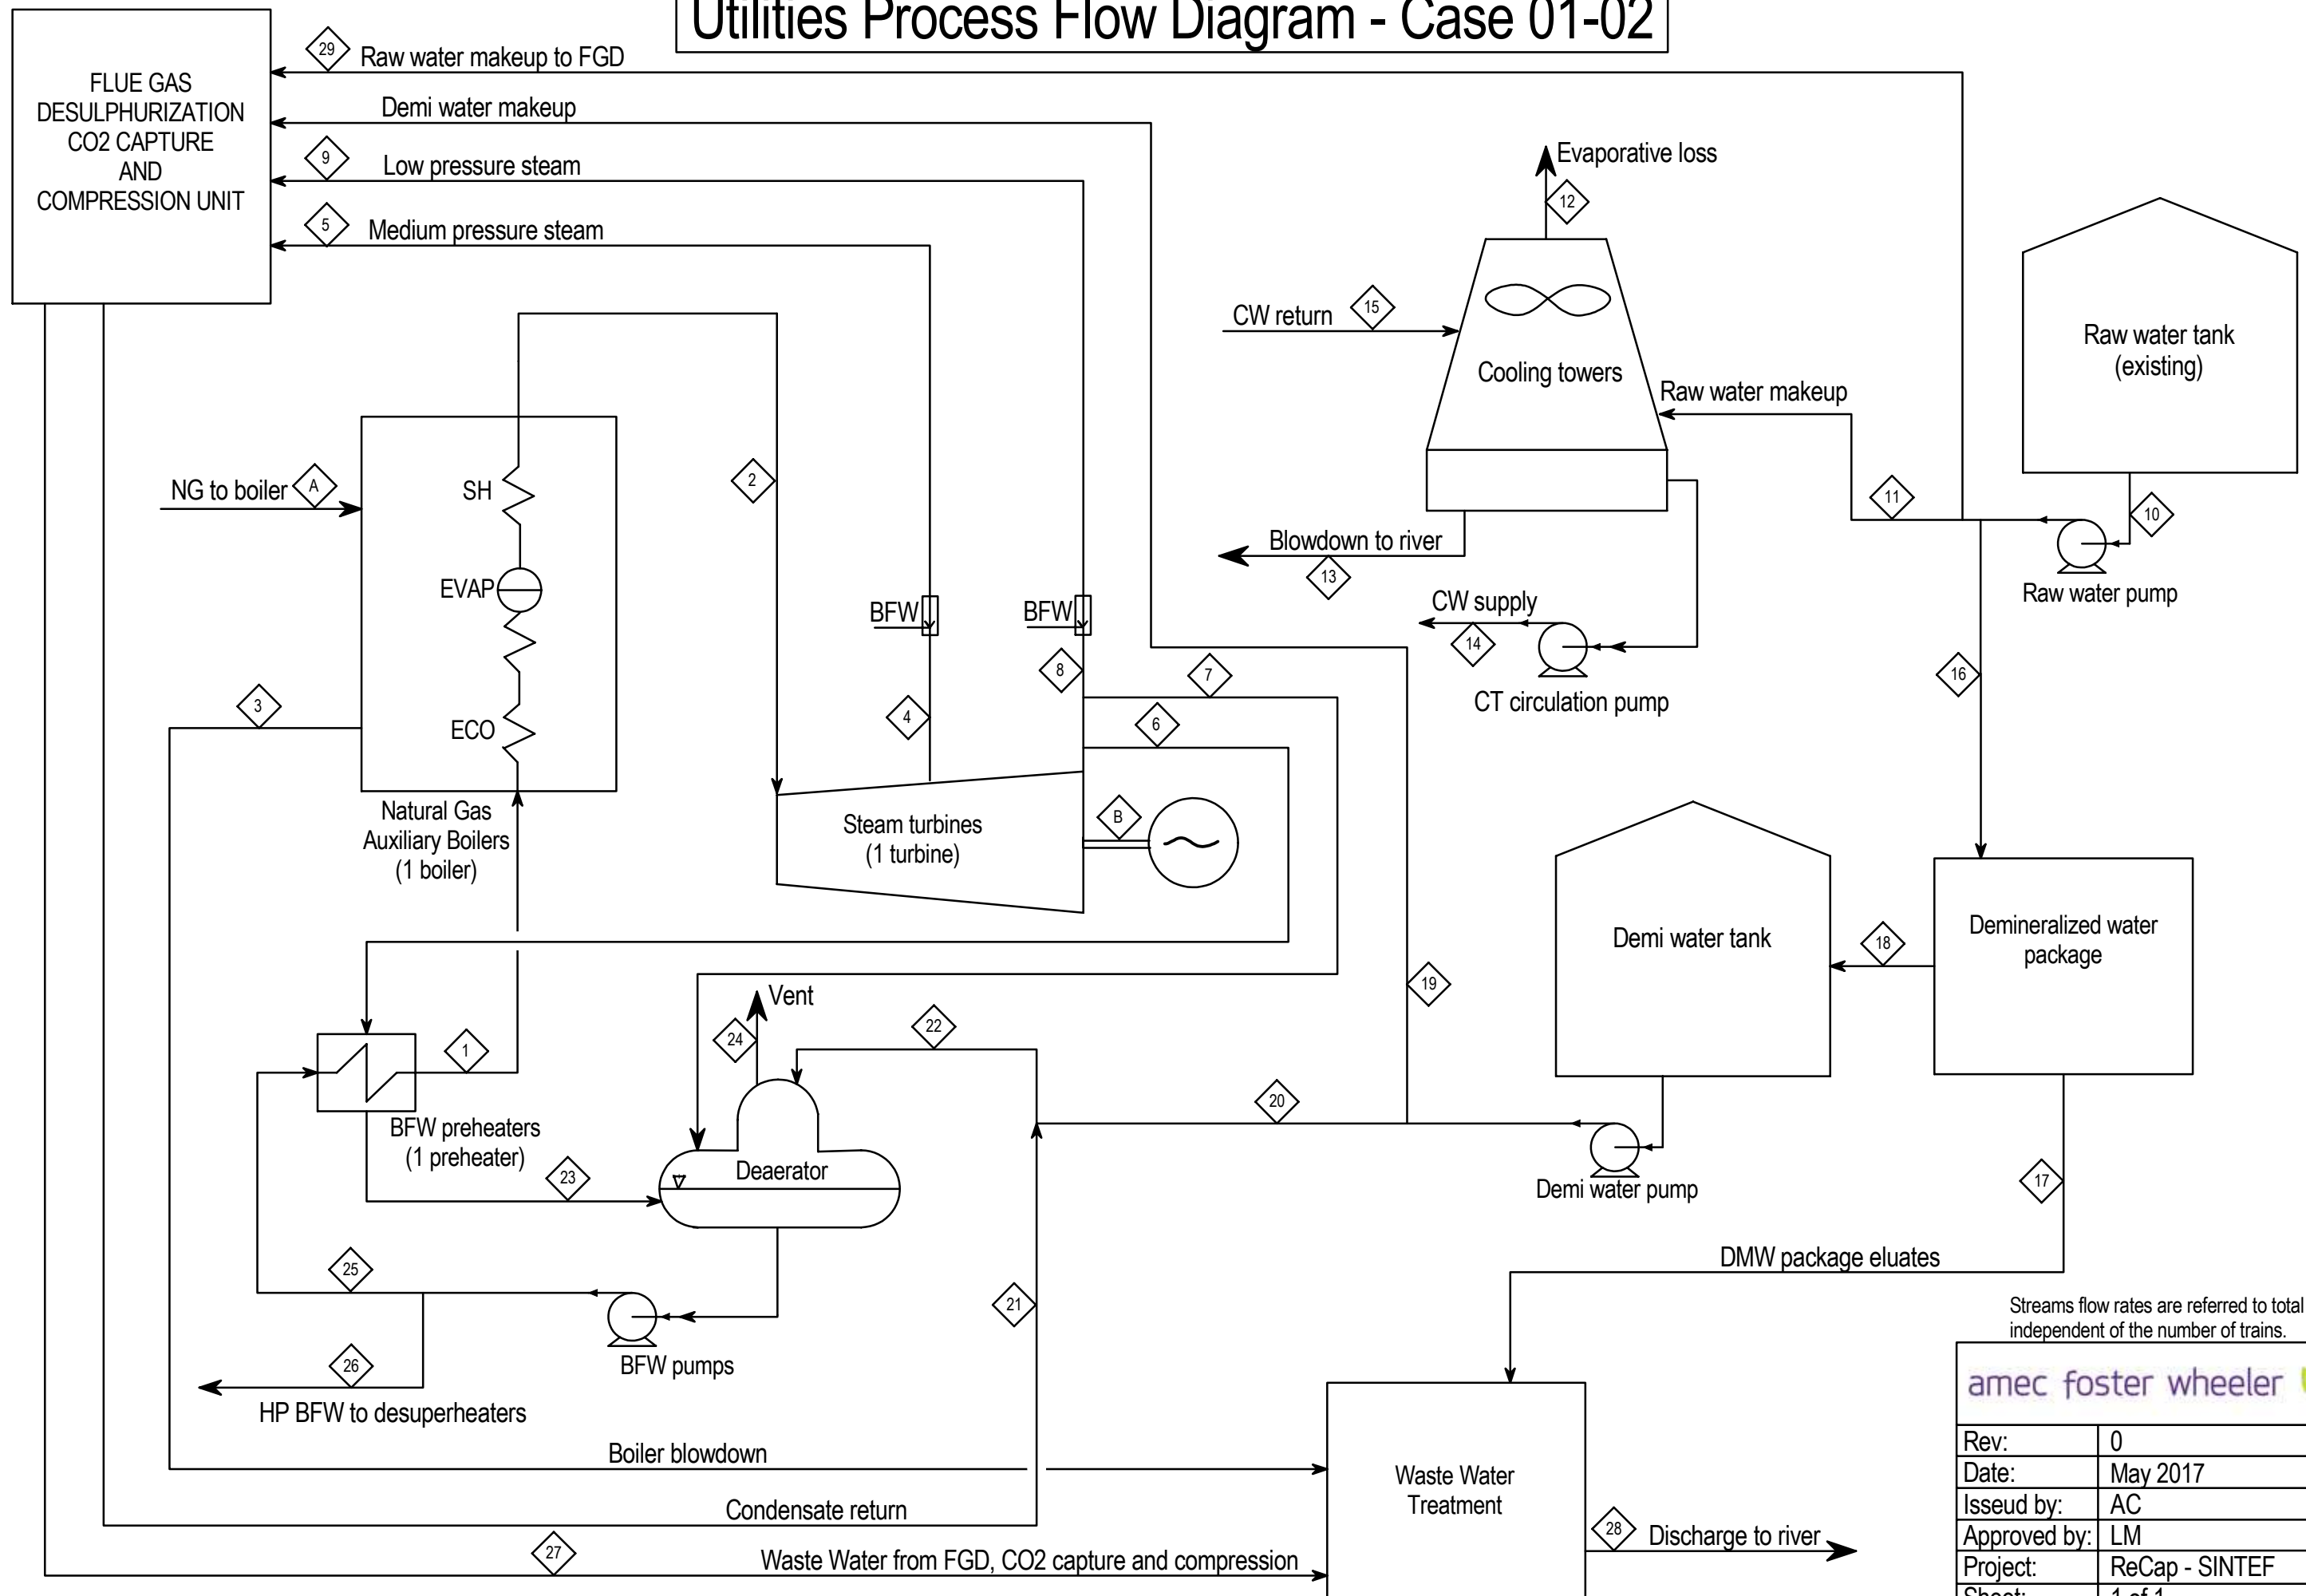 Utilities Process Flow Diagram - Case 01-02
29
Raw water makeup to FGD
FLUE GAS
DESULPHURIZATION
CO2 CAPTURE
AND
COMPRESSION UNIT
Demi water makeup
9
Low pressure steam
5
Medium pressure steam
Evaporative loss
12
CW return
15
Cooling towers
Raw water makeup
Raw water tank
(existing)
11
10
Raw water pump
Blowdown to river
13
CW supply
14
CT circulation pump
NG to boiler
A
SH
EVAP
ECO
2
3
BFW
BFW
8
7
4
6
16
Natural Gas
Auxiliary Boilers
(1 boiler)
Steam turbines
(1 turbine)
B
Demi water tank
18
Demineralized water
package
19
1
24
Vent
22
20
BFW preheaters
(1 preheater)
Deaerator
23
Demi water pump
17
25
21
DMW package eluates
26
BFW pumps
HP BFW to desuperheaters
Boiler blowdown
Waste Water
Treatment
Condensate return
28
Discharge to river
27
Waste Water from FGD, CO2 capture and compression
Streams flow rates are referred to total
independent of the number of trains.
amec foster wheeler
Rev: 0
Date: May 2017
Isseud by: AC
Approved by: LM
Project: ReCap - SINTEF
Sheet: 1 of 1